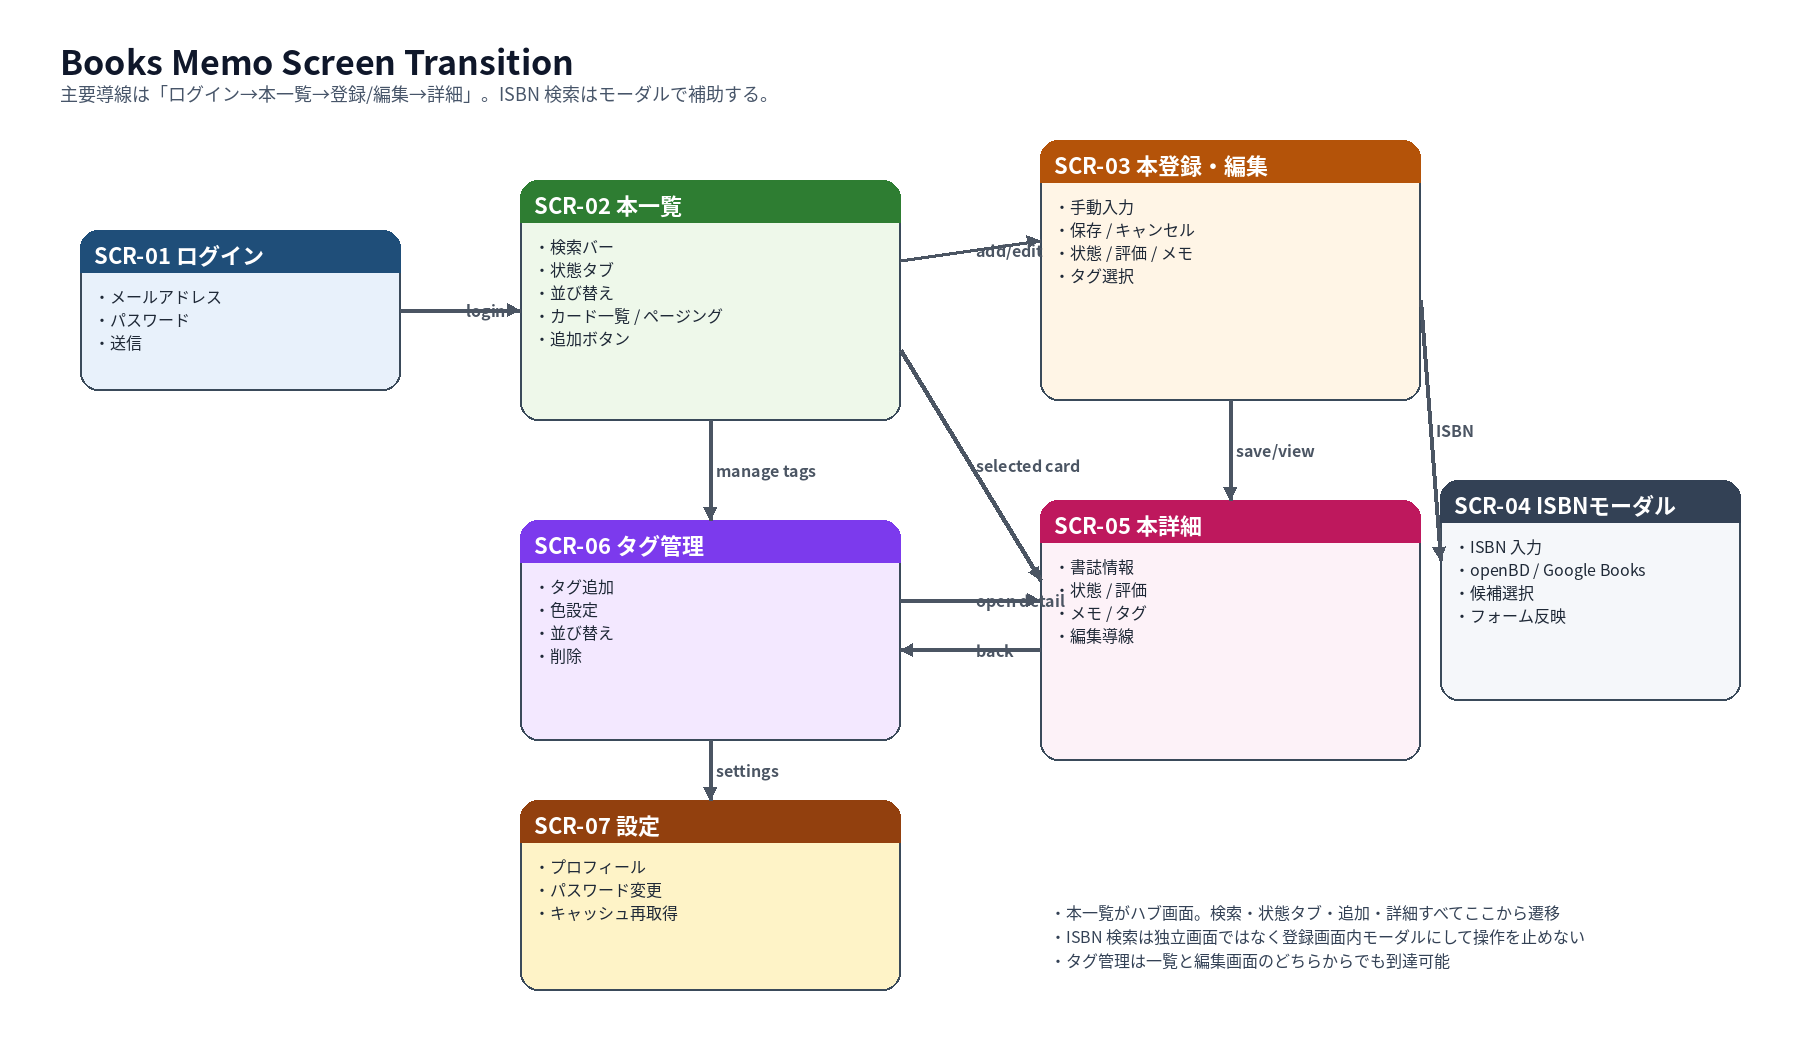 Books Memo Screen Transition
主要導線は「ログイン→本一覧→登録/編集→詳細」。ISBN 検索はモーダルで補助する。
SCR-01 ログイン
・メールアドレス
・パスワード
・送信
login
SCR-02 本一覧
・検索バー
・状態タブ
・並び替え
・カード一覧 / ページング
・追加ボタン
add/edit
SCR-03 本登録・編集
・手動入力
・保存 / キャンセル
・状態 / 評価 / メモ
・タグ選択
manage tags
selected card
save/view
ISBN
SCR-04 ISBNモーダル
・ISBN 入力
・openBD / Google Books
・候補選択
・フォーム反映
SCR-06 タグ管理
・タグ追加
・色設定
・並び替え
・削除
open detail
back
SCR-05 本詳細
・書誌情報
・状態 / 評価
・メモ / タグ
・編集導線
settings
SCR-07 設定
・プロフィール
・パスワード変更
・キャッシュ再取得
・本一覧がハブ画面。検索・状態タブ・追加・詳細すべてここから遷移
・ISBN 検索は独立画面ではなく登録画面内モーダルにして操作を止めない
・タグ管理は一覧と編集画面のどちらからでも到達可能